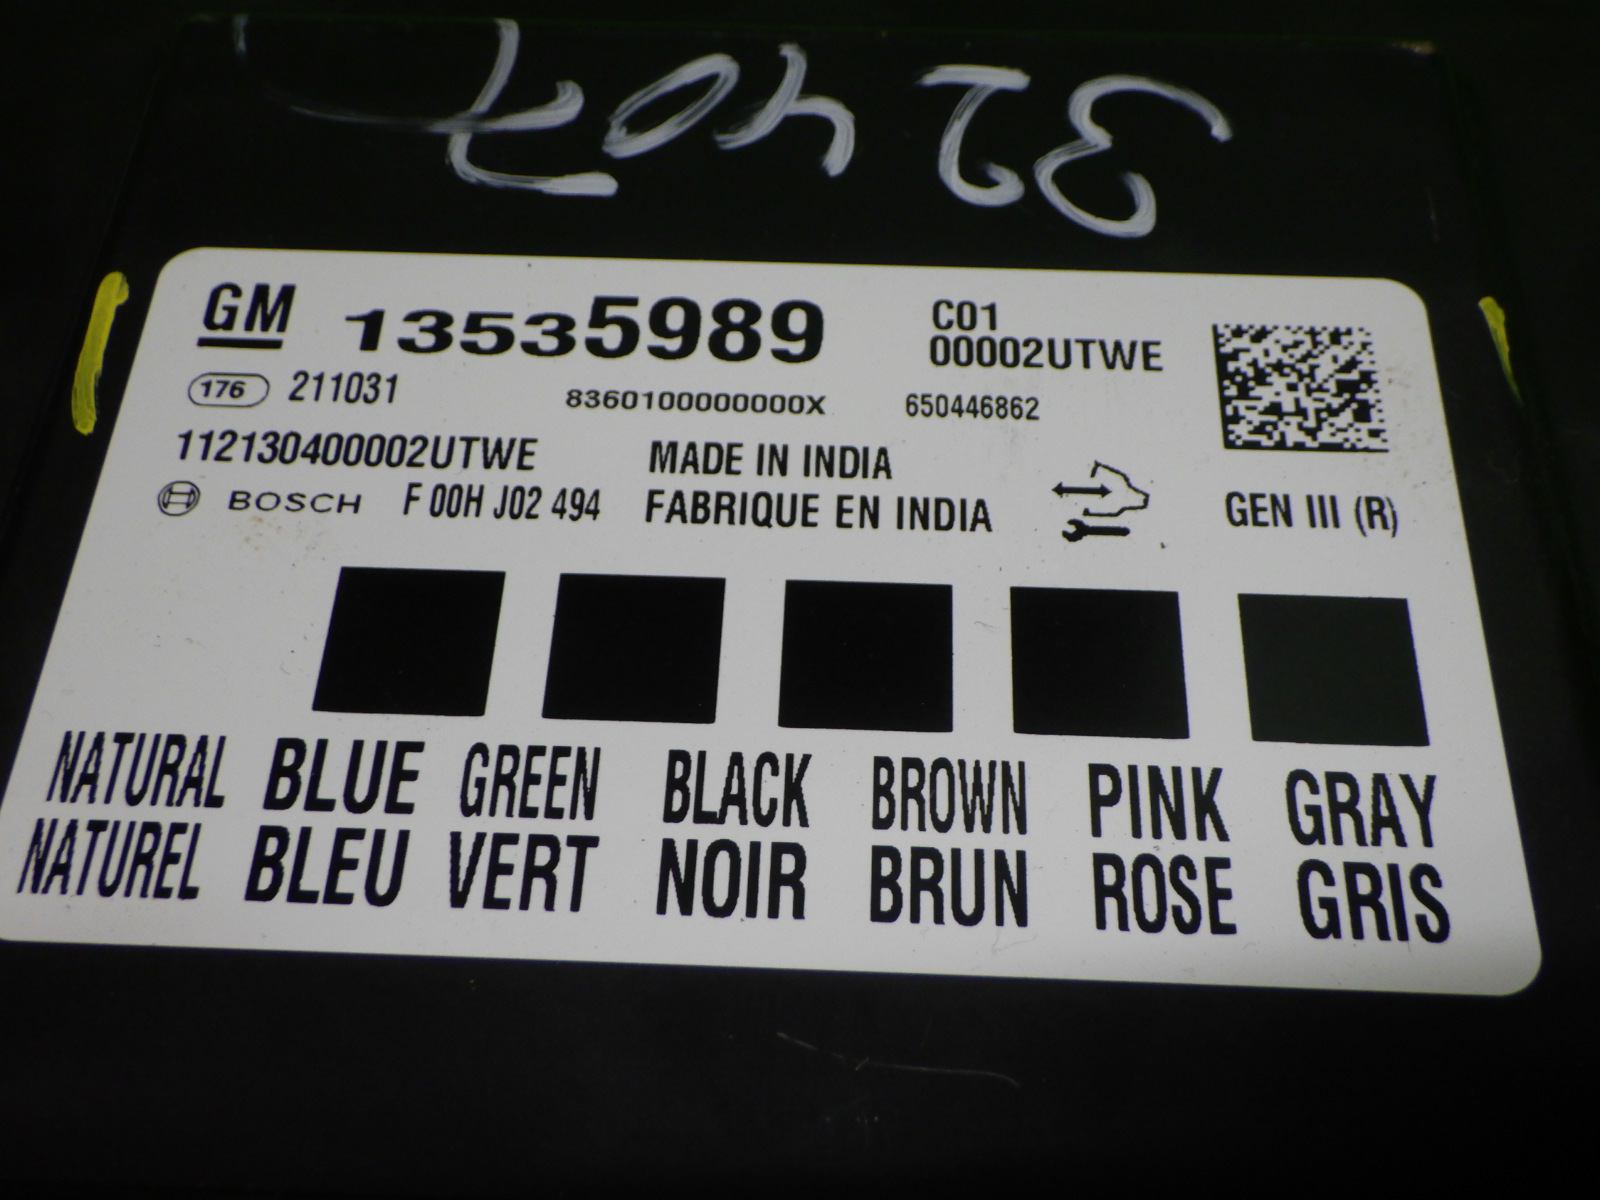 32407
GM 13535989 C01
00002UTWE
176 211031 8360100000000X 650446862
112130400002UTWE MADE IN INDIA
BOSCH F 00H J02 494 FABRIQUE EN INDIA GEN III (R)
NATURAL BLUE GREEN BLACK BROWN PINK GRAY
NATUREL BLEU VERT NOIR BRUN ROSE GRIS